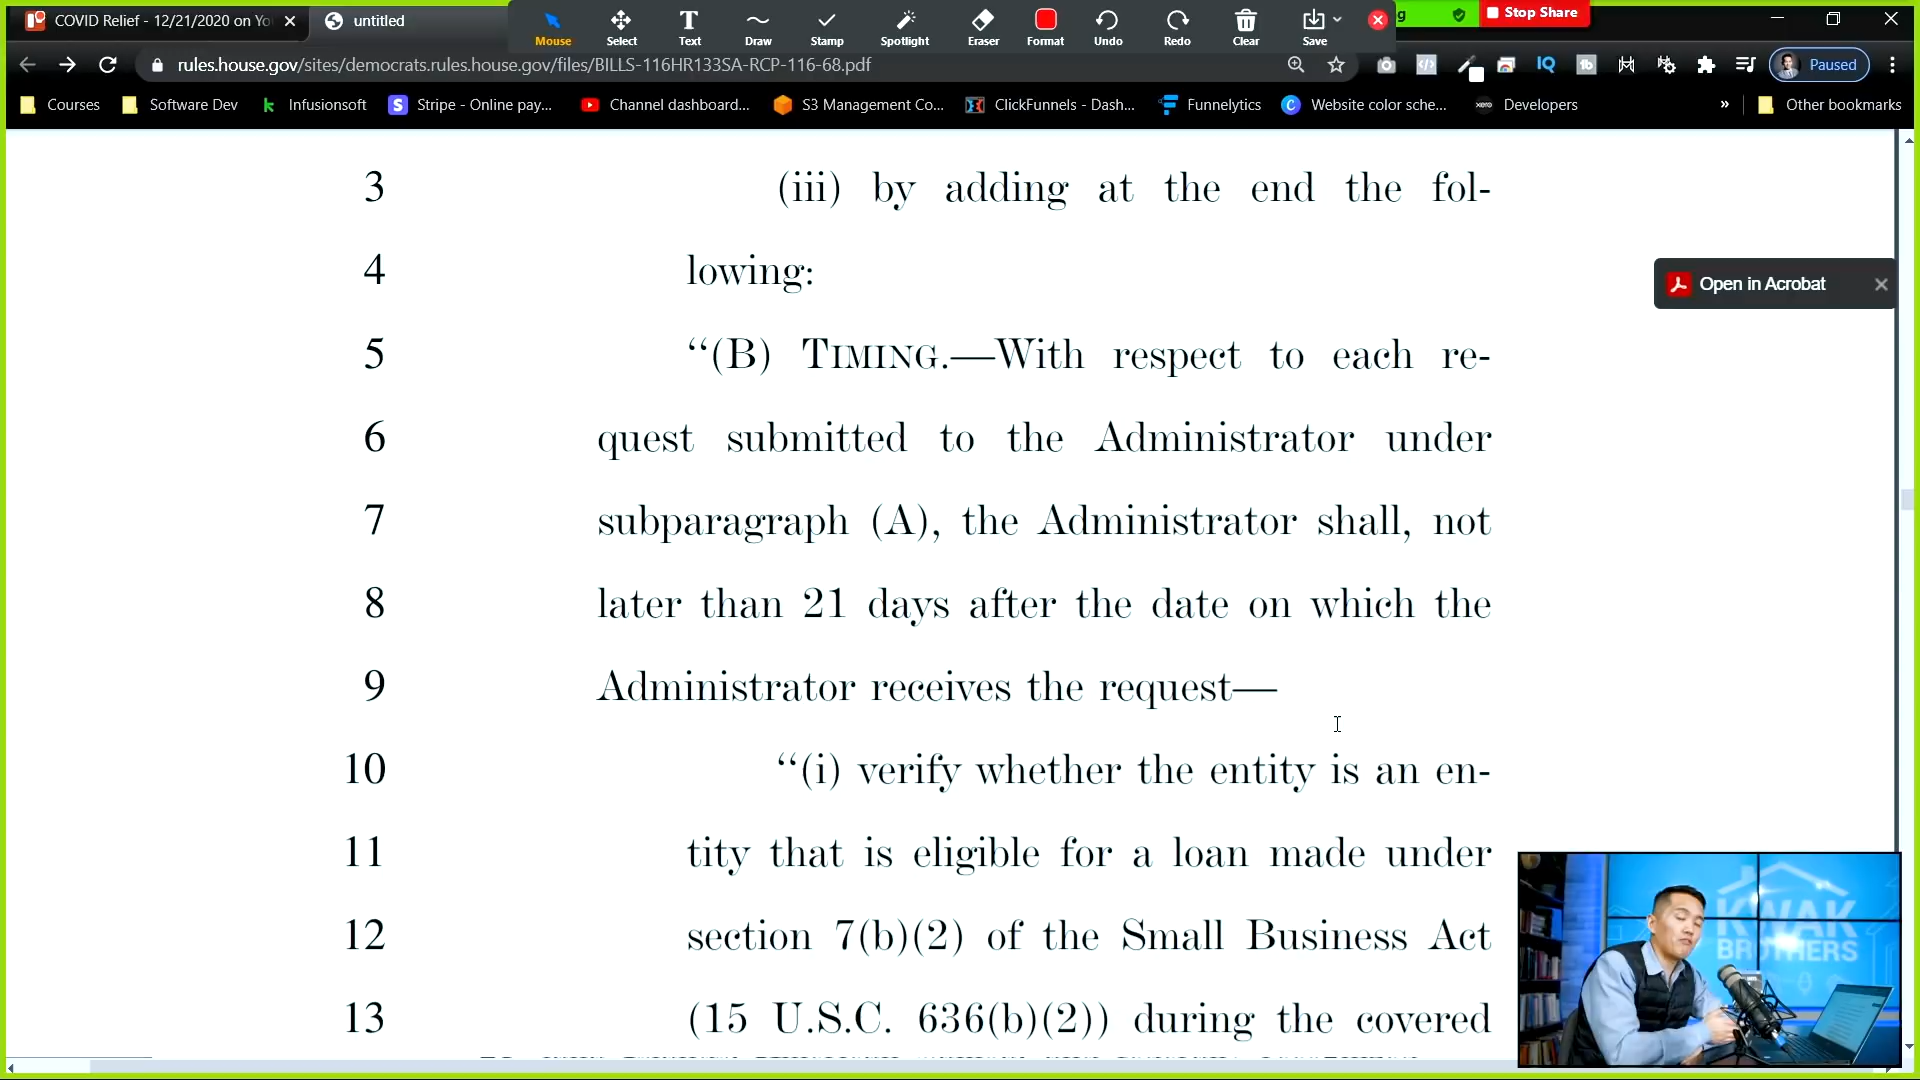 COVID Relief - 12/21/2020 on Yo
untitled
Mouse
Select
Text
Draw
Stamp
Spotlight
Eraser
Format
Undo
Redo
Clear
Save
g
Stop Share
rules.house.gov/sites/democrats.rules.house.gov/files/BILLS-116HR133SA-RCP-116-68.pdf
Paused
Courses
Software Dev
Infusionsoft
Stripe - Online pay...
Channel dashboard...
S3 Management Co...
ClickFunnels - Dash...
Funnelytics
Website color sche...
Developers
»
Other bookmarks
3 (iii) by adding at the end the fol-
4 lowing:
Open in Acrobat
5 “(B) TIMING.—With respect to each re-
6 quest submitted to the Administrator under
7 subparagraph (A), the Administrator shall, not
8 later than 21 days after the date on which the
9 Administrator receives the request—
10 “(i) verify whether the entity is an en-
11 tity that is eligible for a loan made under
12 section 7(b)(2) of the Small Business Act
13 (15 U.S.C. 636(b)(2)) during the covered
KWAK
BROTHERS